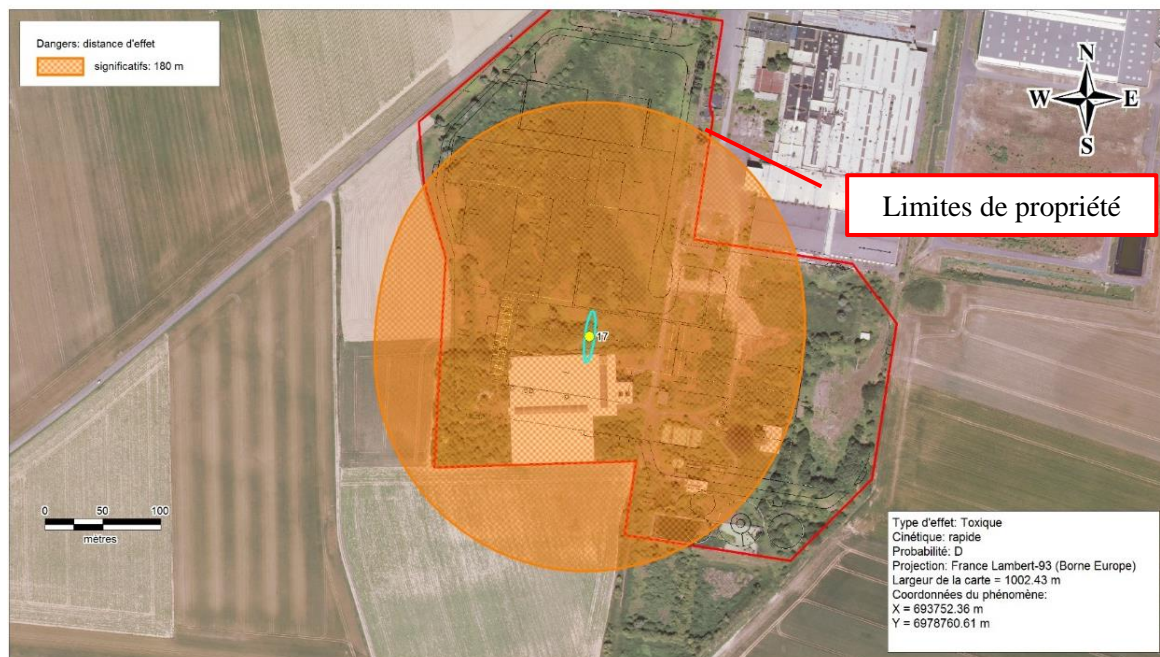 Dangers: distance d'effet
significatifs: 180 m
N
W
E
S
Limites de propriété
17
0 50 100
mètres
Type d'effet: Toxique
Cinétique: rapide
Probabilité: D
Projection: France Lambert-93 (Borne Europe)
Largeur de la carte = 1002.43 m
Coordonnées du phénomène:
X = 693752.36 m
Y = 6978760.61 m